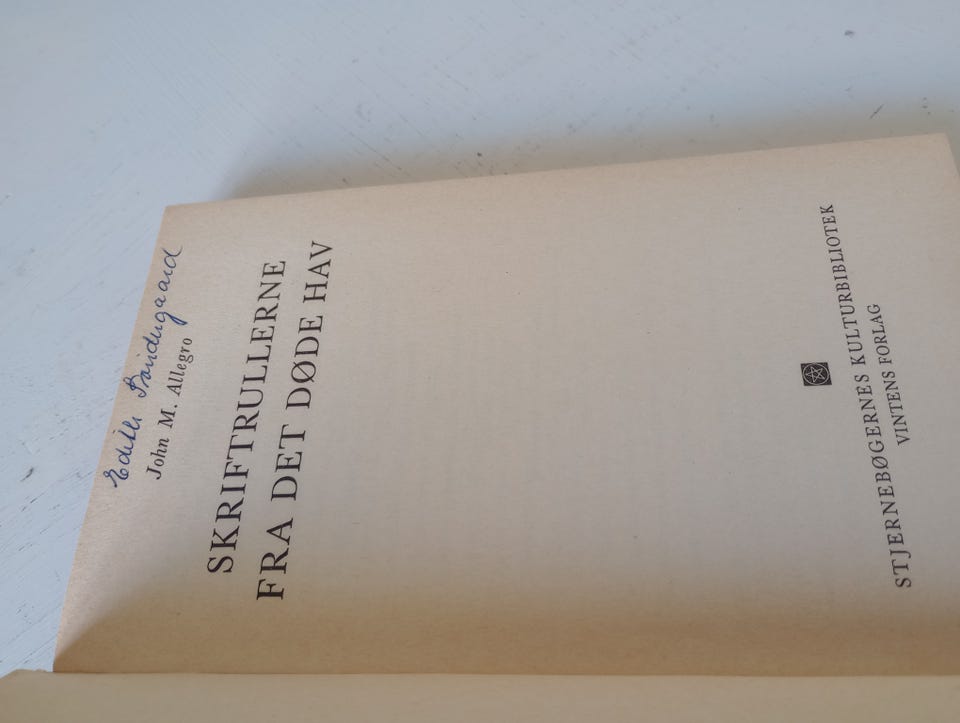 Edith
John M. Allegro
SKRIFTRULLERNE
FRA DET DØDE HAV
STJERNEBØGERNES KULTURBIBLIOTEK
VINTENS FORLAG